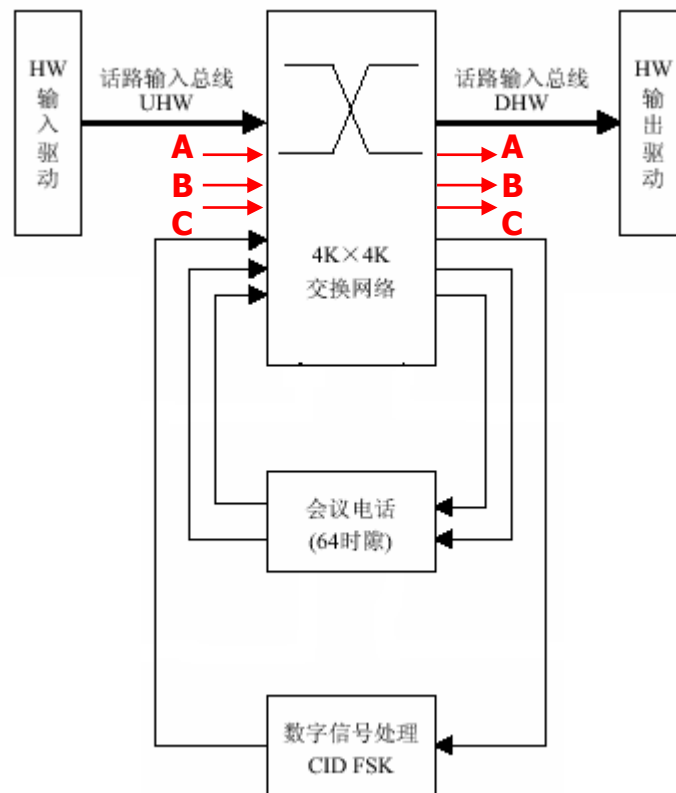 HW
输
入
驱
动
话路输入总线
UHW
话路输入总线
DHW
HW
输
出
驱
动
A
B
C
A
B
C
4K×4K
交换网络
会议电话
(64时隙)
数字信号处理
CID FSK